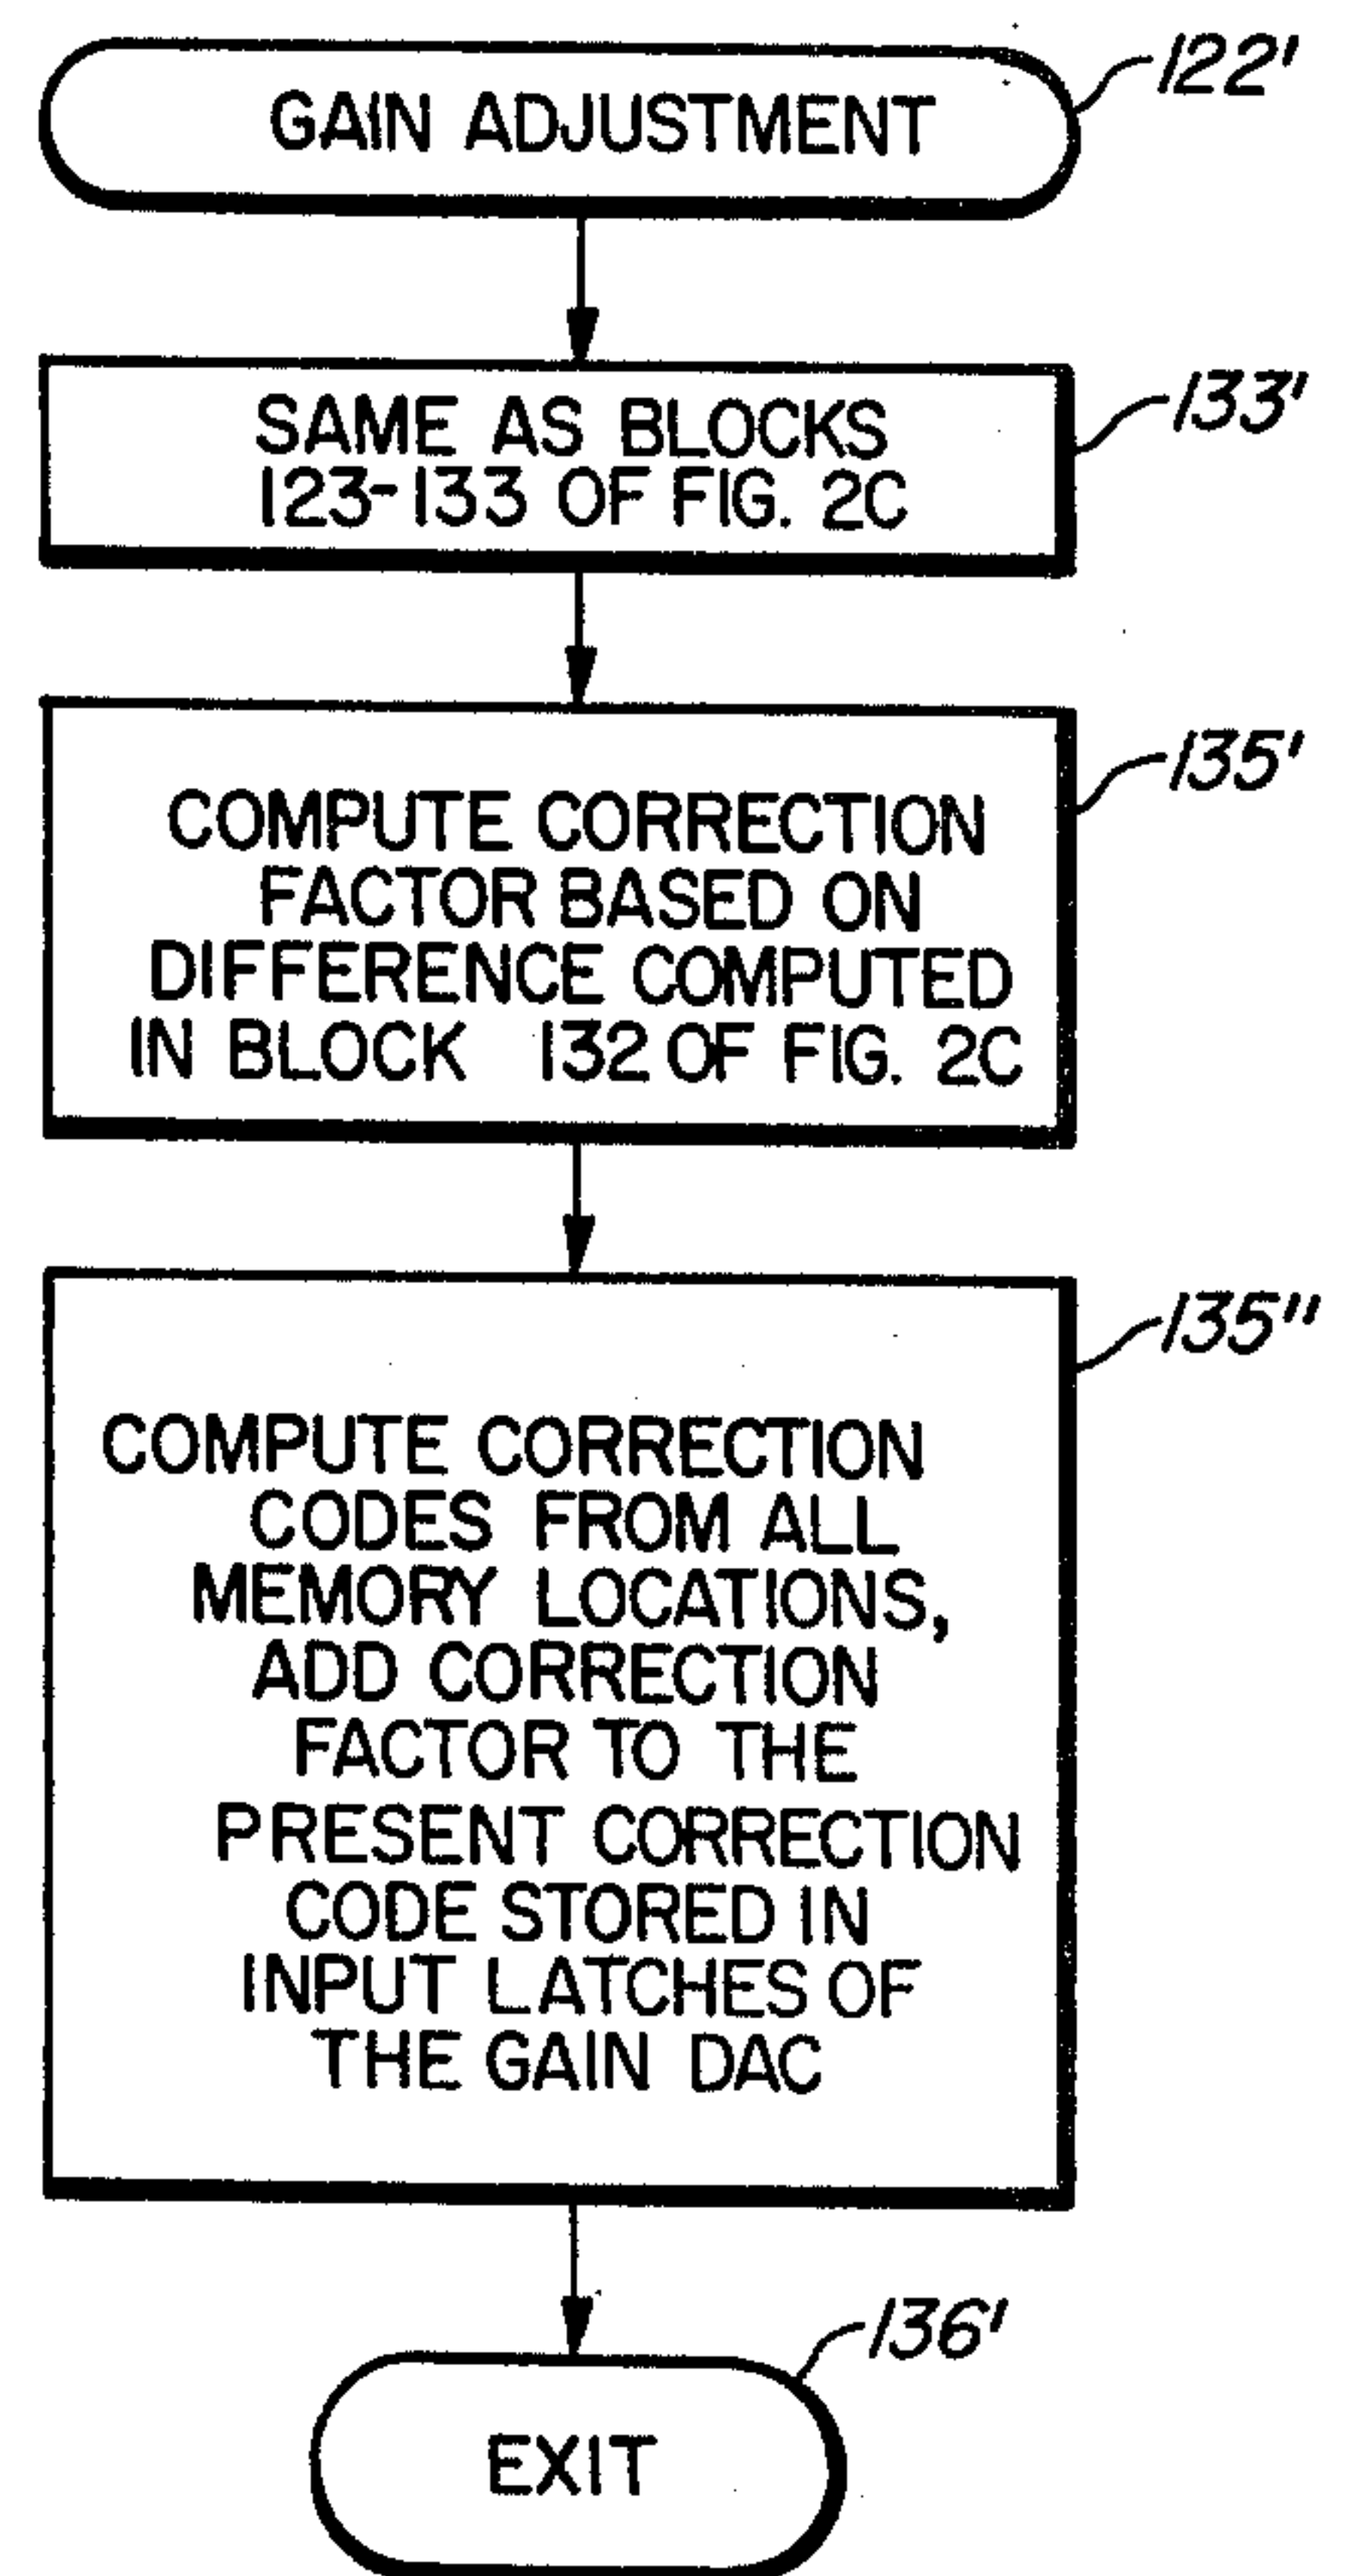 GAIN ADJUSTMENT
122'
SAME AS BLOCKS
123-133 OF FIG. 2C
133'
COMPUTE CORRECTION
FACTOR BASED ON
DIFFERENCE COMPUTED
IN BLOCK 132 OF FIG. 2C
135'
COMPUTE CORRECTION
CODES FROM ALL
MEMORY LOCATIONS,
ADD CORRECTION
FACTOR TO THE
PRESENT CORRECTION
CODE STORED IN
INPUT LATCHES OF
THE GAIN DAC
135"
EXIT
136'